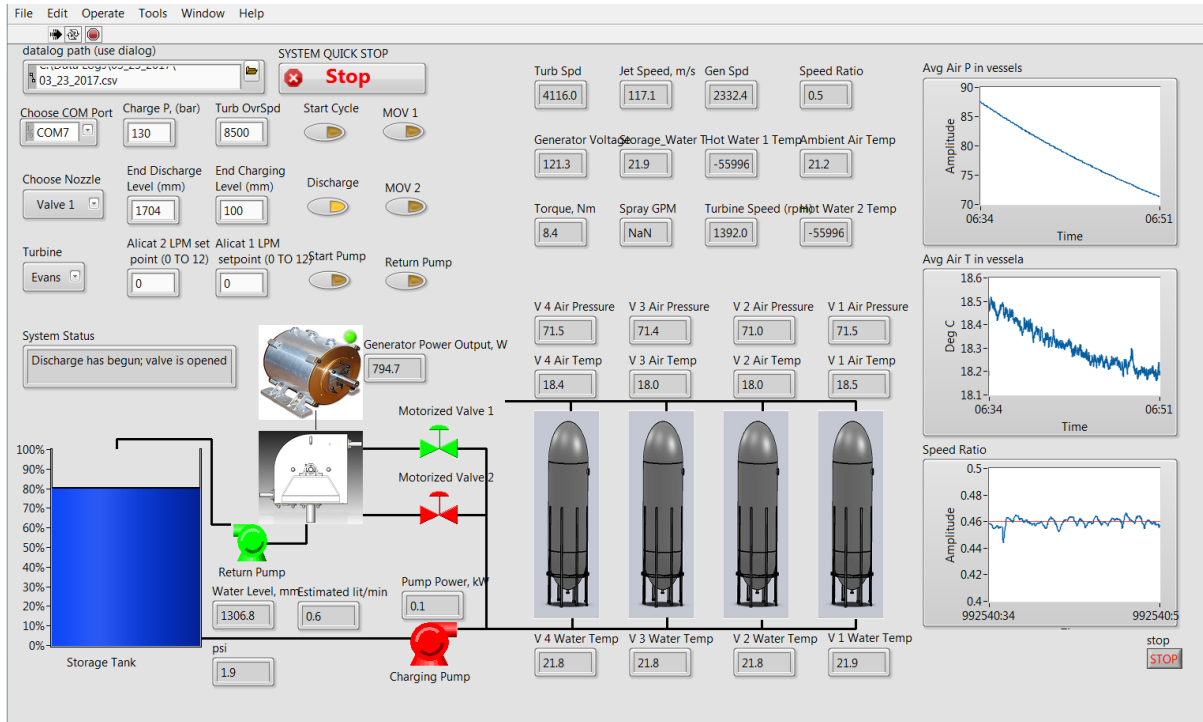 File Edit Operate Tools Window Help
datalog path (use dialog)
03_23_2017.csv
SYSTEM QUICK STOP
Stop
Choose COM Port
COM7
Charge P, (bar)
130
Turb OvrSpd
8500
Start Cycle
MOV 1
Choose Nozzle
Valve 1
End Discharge
Level (mm)
1704
End Charging
Level (mm)
100
Discharge
MOV 2
Turbine
Evans
Alicat 2 LPM set
point (0 TO 12)
0
Alicat 1 LPM
setpoint (0 TO 12)
0
Start Pump
Return Pump
System Status
Discharge has begun; valve is opened
Generator Power Output, W
794.7
Motorized Valve 1
Motorized Valve 2
100%
90%
80%
70%
60%
50%
40%
30%
20%
10%
0%
Storage Tank
Return Pump
Water Level, mm
1306.8
Estimated lit/min
0.6
psi
1.9
Pump Power, kW
0.1
Charging Pump
Turb Spd
4116.0
Jet Speed, m/s
117.1
Gen Spd
2332.4
Speed Ratio
0.5
Generator Voltage
121.3
Storage_Water T
21.9
Hot Water 1 Temp
-55996
Ambient Air Temp
21.2
Torque, Nm
8.4
Spray GPM
NaN
Turbine Speed (rpm)
1392.0
Hot Water 2 Temp
-55996
V 4 Air Pressure
71.5
V 3 Air Pressure
71.4
V 2 Air Pressure
71.0
V 1 Air Pressure
71.5
V 4 Air Temp
18.4
V 3 Air Temp
18.0
V 2 Air Temp
18.0
V 1 Air Temp
18.5
V 4 Water Temp
21.8
V 3 Water Temp
21.8
V 2 Water Temp
21.8
V 1 Water Temp
21.9
Avg Air P in vessels
Amplitude
90
85
80
75
70
06:34
06:51
Time
Avg Air T in vessela
Deg C
18.6
18.5
18.4
18.3
18.2
18.1
06:34
06:51
Time
Speed Ratio
Amplitude
0.5
0.48
0.46
0.44
0.42
0.4
992540:34
992540:5
stop
STOP